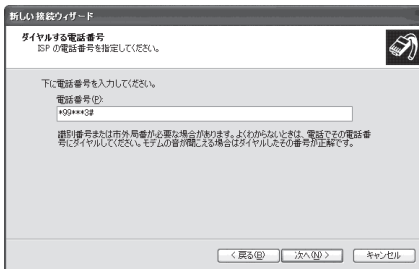 新しい接続ウィザード
ダイヤルする電話番号
ISP の電話番号を指定してください。
下に電話番号を入力してください。
電話番号(P):
*99***3#
識別番号または市外局番が必要な場合があります。よくわからないときは、電話でその電話番
号にダイヤルしてください。モデムの音が聞こえる場合はダイヤルしたその番号が正解です。
< 戻る(B)
次へ(N) >
キャンセル